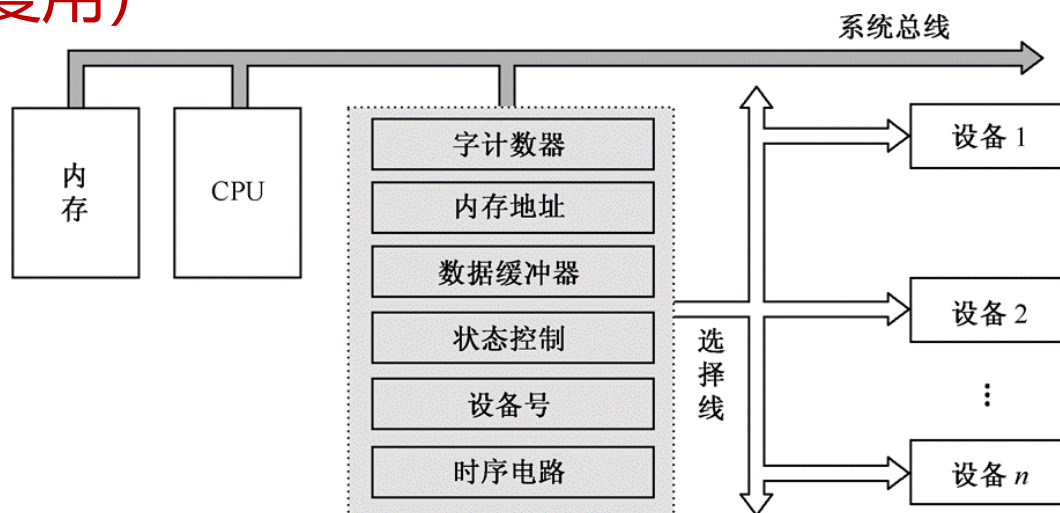 复用）
系统总线
内存
CPU
字计数器
内存地址
数据缓冲器
状态控制
设备号
时序电路
选择线
设备 1
设备 2
⋮
设备 n